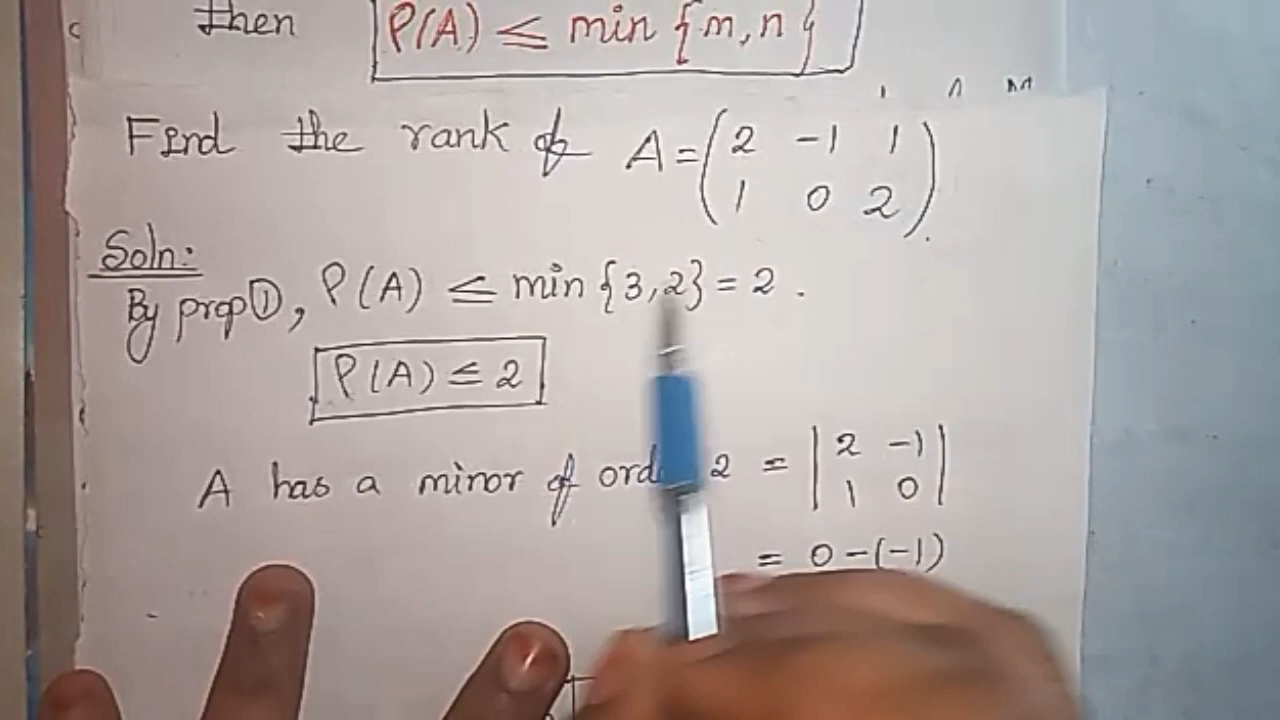 then P(A) ≤ min {m, n}
Find the rank of A = (2 -1 1
1 0 2)
Soln:
By prop①, P(A) ≤ min {3, 2} = 2 .
P(A) ≤ 2
A has a minor of 2 = |2 -1|
|1 0|
= 0 - (-1)